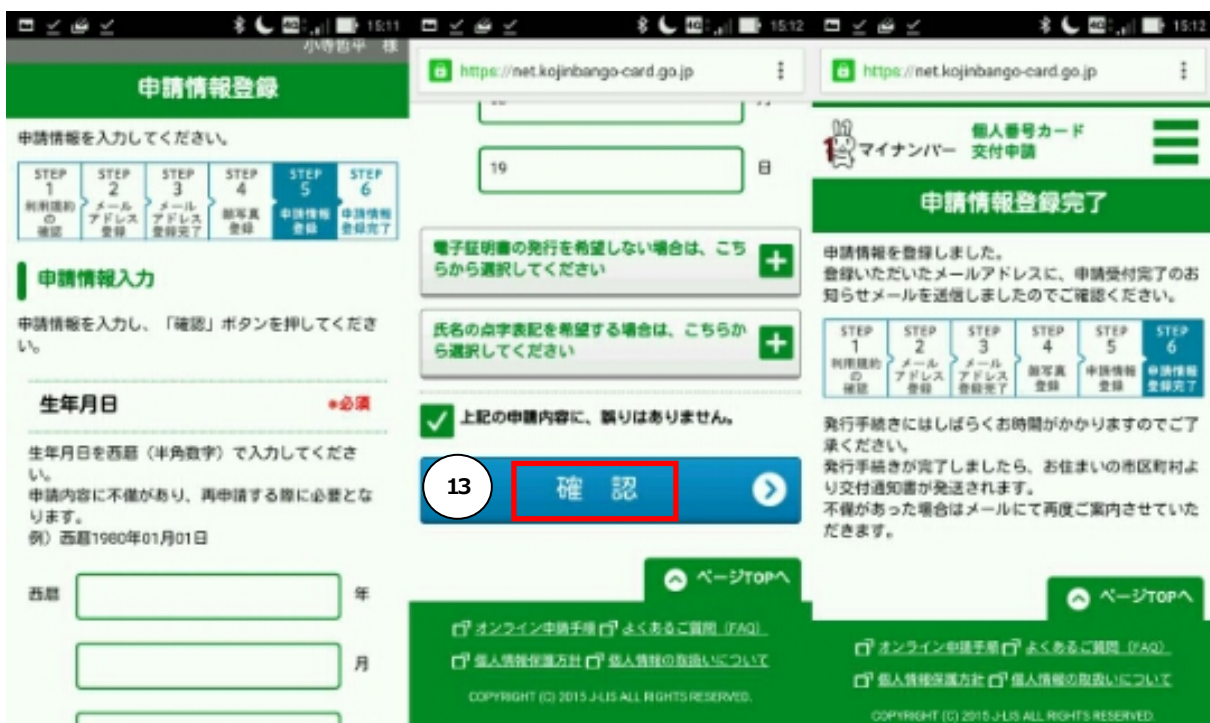 15:11
小寺哲平 様
申請情報登録
申請情報を入力してください。
STEP 1
利用規約の確認
STEP 2
メールアドレス登録
STEP 3
メールアドレス登録完了
STEP 4
顔写真登録
STEP 5
申請情報登録
STEP 6
申請情報登録完了
申請情報入力
申請情報を入力し、「確認」ボタンを押してくださ
い。
生年月日
*必須
生年月日を西暦（半角数字）で入力してくださ
い。
申請内容に不備があり、再申請する際に必要とな
ります。
例）西暦1980年01月01日
西暦 年
月
15:12
https://net.kojinbango-card.go.jp
19 日
電子証明書の発行を希望しない場合は、こち
らから選択してください
氏名の点字表記を希望する場合は、こちらか
ら選択してください
上記の申請内容に、誤りはありません。
13
確 認
ページTOPへ
オンライン申請手順 よくあるご質問（FAQ）
個人情報保護方針 個人情報の取扱いについて
COPYRIGHT (C) 2015 J-LIS ALL RIGHTS RESERVED.
15:12
https://net.kojinbango-card.go.jp
マイナンバー
個人番号カード
交付申請
申請情報登録完了
申請情報を登録しました。
登録いただいたメールアドレスに、申請受付完了のお
知らせメールを送信しましたのでご確認ください。
STEP 1
利用規約の確認
STEP 2
メールアドレス登録
STEP 3
メールアドレス登録完了
STEP 4
顔写真登録
STEP 5
申請情報登録
STEP 6
申請情報登録完了
発行手続きにはしばらくお時間がかかりますのでご了
承ください。
発行手続きが完了しましたら、お住まいの市区町村よ
り交付通知書が発送されます。
不備があった場合はメールにて再度ご案内させていた
だきます。
ページTOPへ
オンライン申請手順 よくあるご質問（FAQ）
個人情報保護方針 個人情報の取扱いについて
COPYRIGHT (C) 2015 J-LIS ALL RIGHTS RESERVED.